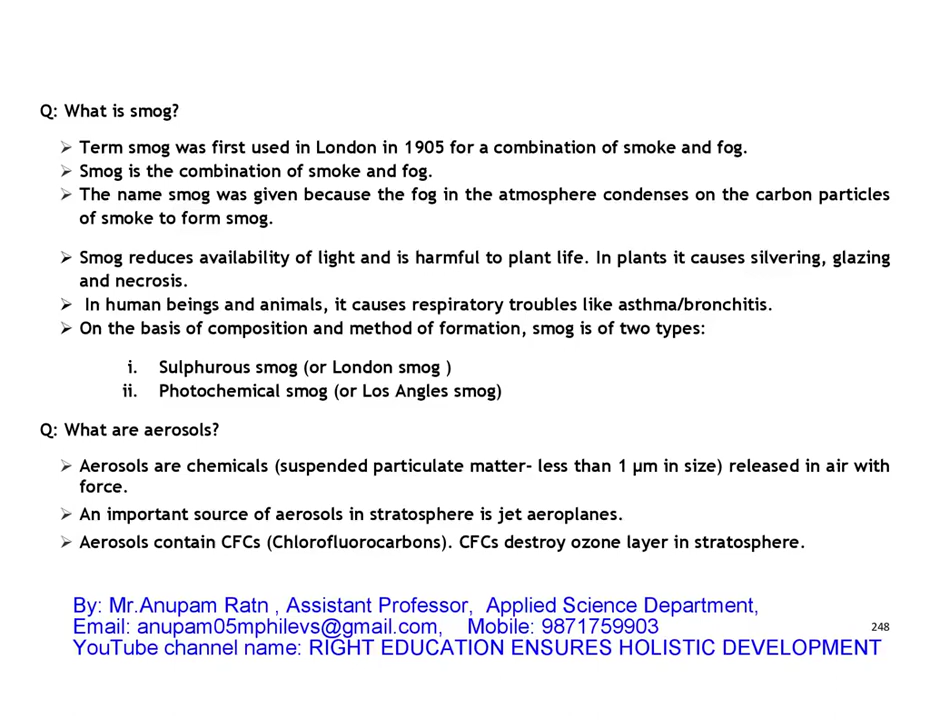 Q: What is smog?
➢ Term smog was first used in London in 1905 for a combination of smoke and fog.
➢ Smog is the combination of smoke and fog.
➢ The name smog was given because the fog in the atmosphere condenses on the carbon particles
of smoke to form smog.
➢ Smog reduces availability of light and is harmful to plant life. In plants it causes silvering, glazing
and necrosis.
➢ In human beings and animals, it causes respiratory troubles like asthma/bronchitis.
➢ On the basis of composition and method of formation, smog is of two types:
i. Sulphurous smog (or London smog )
ii. Photochemical smog (or Los Angles smog)
Q: What are aerosols?
➢ Aerosols are chemicals (suspended particulate matter- less than 1 µm in size) released in air with
force.
➢ An important source of aerosols in stratosphere is jet aeroplanes.
➢ Aerosols contain CFCs (Chlorofluorocarbons). CFCs destroy ozone layer in stratosphere.
By: Mr.Anupam Ratn , Assistant Professor, Applied Science Department,
Email: anupam05mphilevs@gmail.com, Mobile: 9871759903
248
YouTube channel name: RIGHT EDUCATION ENSURES HOLISTIC DEVELOPMENT